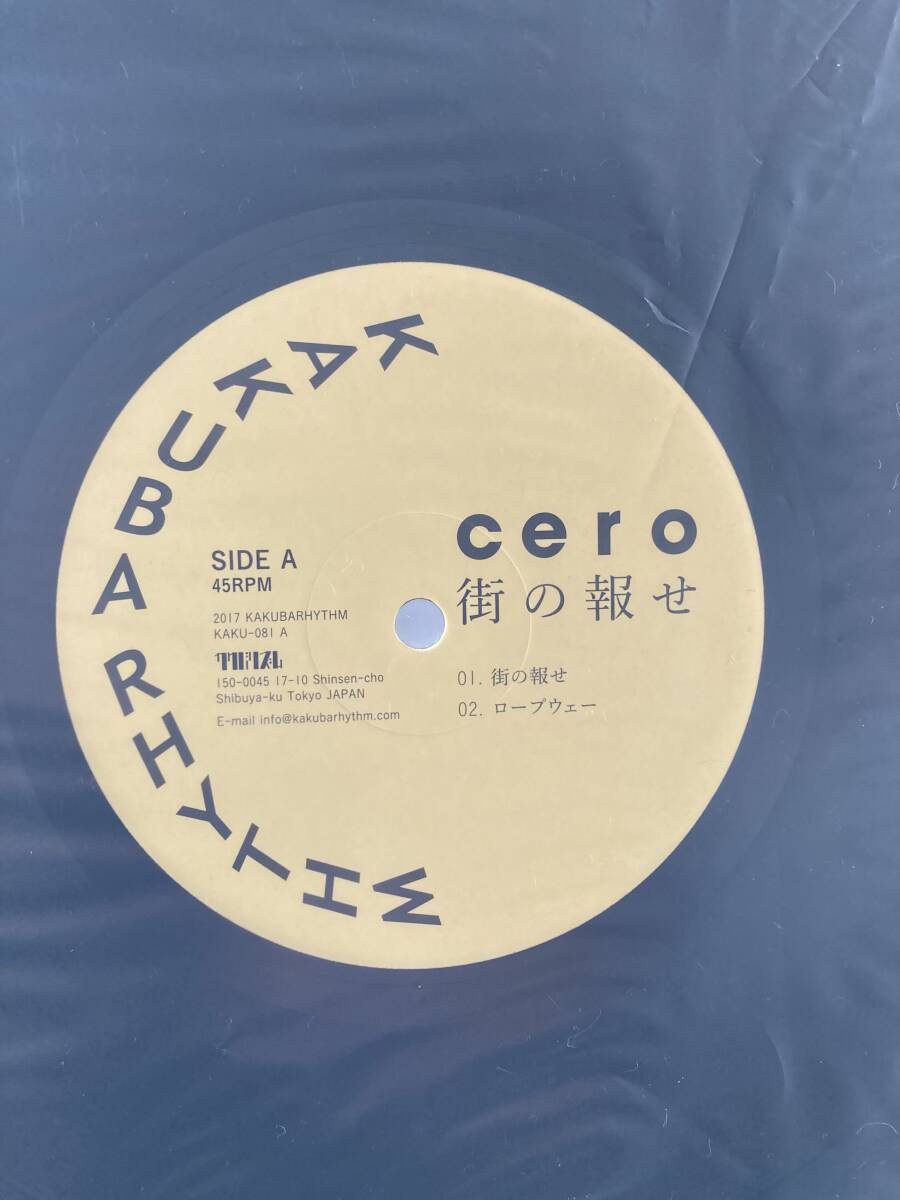 KAKUBA RHYTHM
SIDE A
45RPM
2017 KAKUBARHYTHM
KAKU-081 A
カクバリズム
150-0045 17-10 Shinsen-cho
Shibuya-ku Tokyo JAPAN
E-mail info@kakubarhythm.com
cero
街の報せ
01. 街の報せ
02. ロープウェー